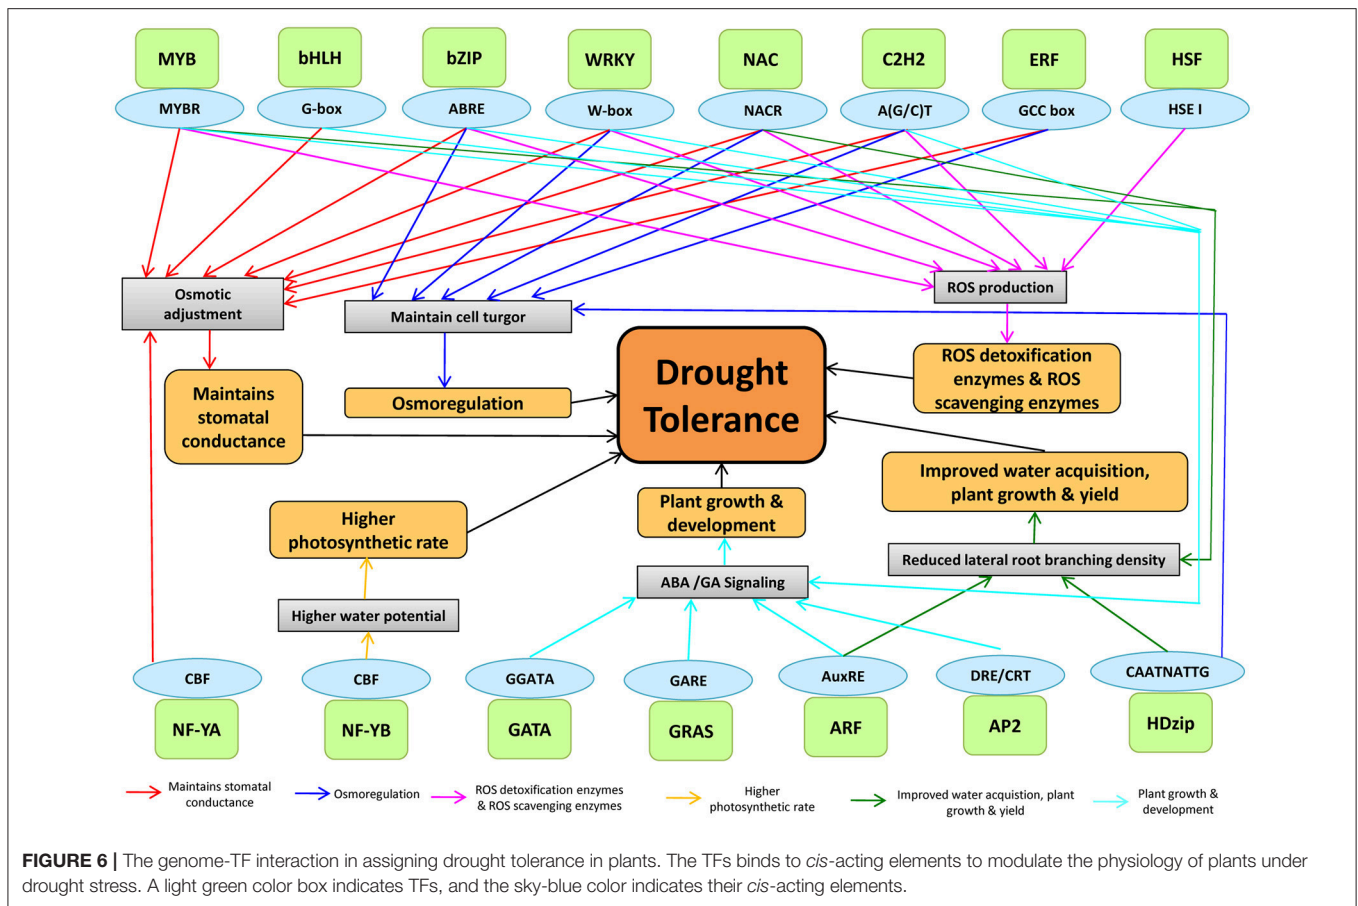 MYB
bHLH
bZIP
WRKY
NAC
C2H2
ERF
HSF
MYBR
G-box
ABRE
W-box
NACR
A(G/C)T
GCC box
HSE I
Osmotic
adjustment
Maintain cell turgor
ROS production
Maintains
stomatal
conductance
Osmoregulation
Drought
Tolerance
ROS detoxification
enzymes & ROS
scavenging enzymes
Higher
photosynthetic rate
Plant growth &
development
Improved water acquisition,
plant growth & yield
Reduced lateral root branching density
ABA /GA Signaling
Higher water potential
CBF
CBF
GGATA
GARE
AuxRE
DRE/CRT
CAATNATTG
NF-YA
NF-YB
GATA
GRAS
ARF
AP2
HDzip
Maintains stomatal
conductance
Osmoregulation
ROS detoxification enzymes
& ROS scavenging enzymes
Higher
photosynthetic rate
Improved water acquistion, plant
growth & yield
Plant growth &
development
FIGURE 6 | The genome-TF interaction in assigning drought tolerance in plants. The TFs binds to cis-acting elements to modulate the physiology of plants under
drought stress. A light green color box indicates TFs, and the sky-blue color indicates their cis-acting elements.